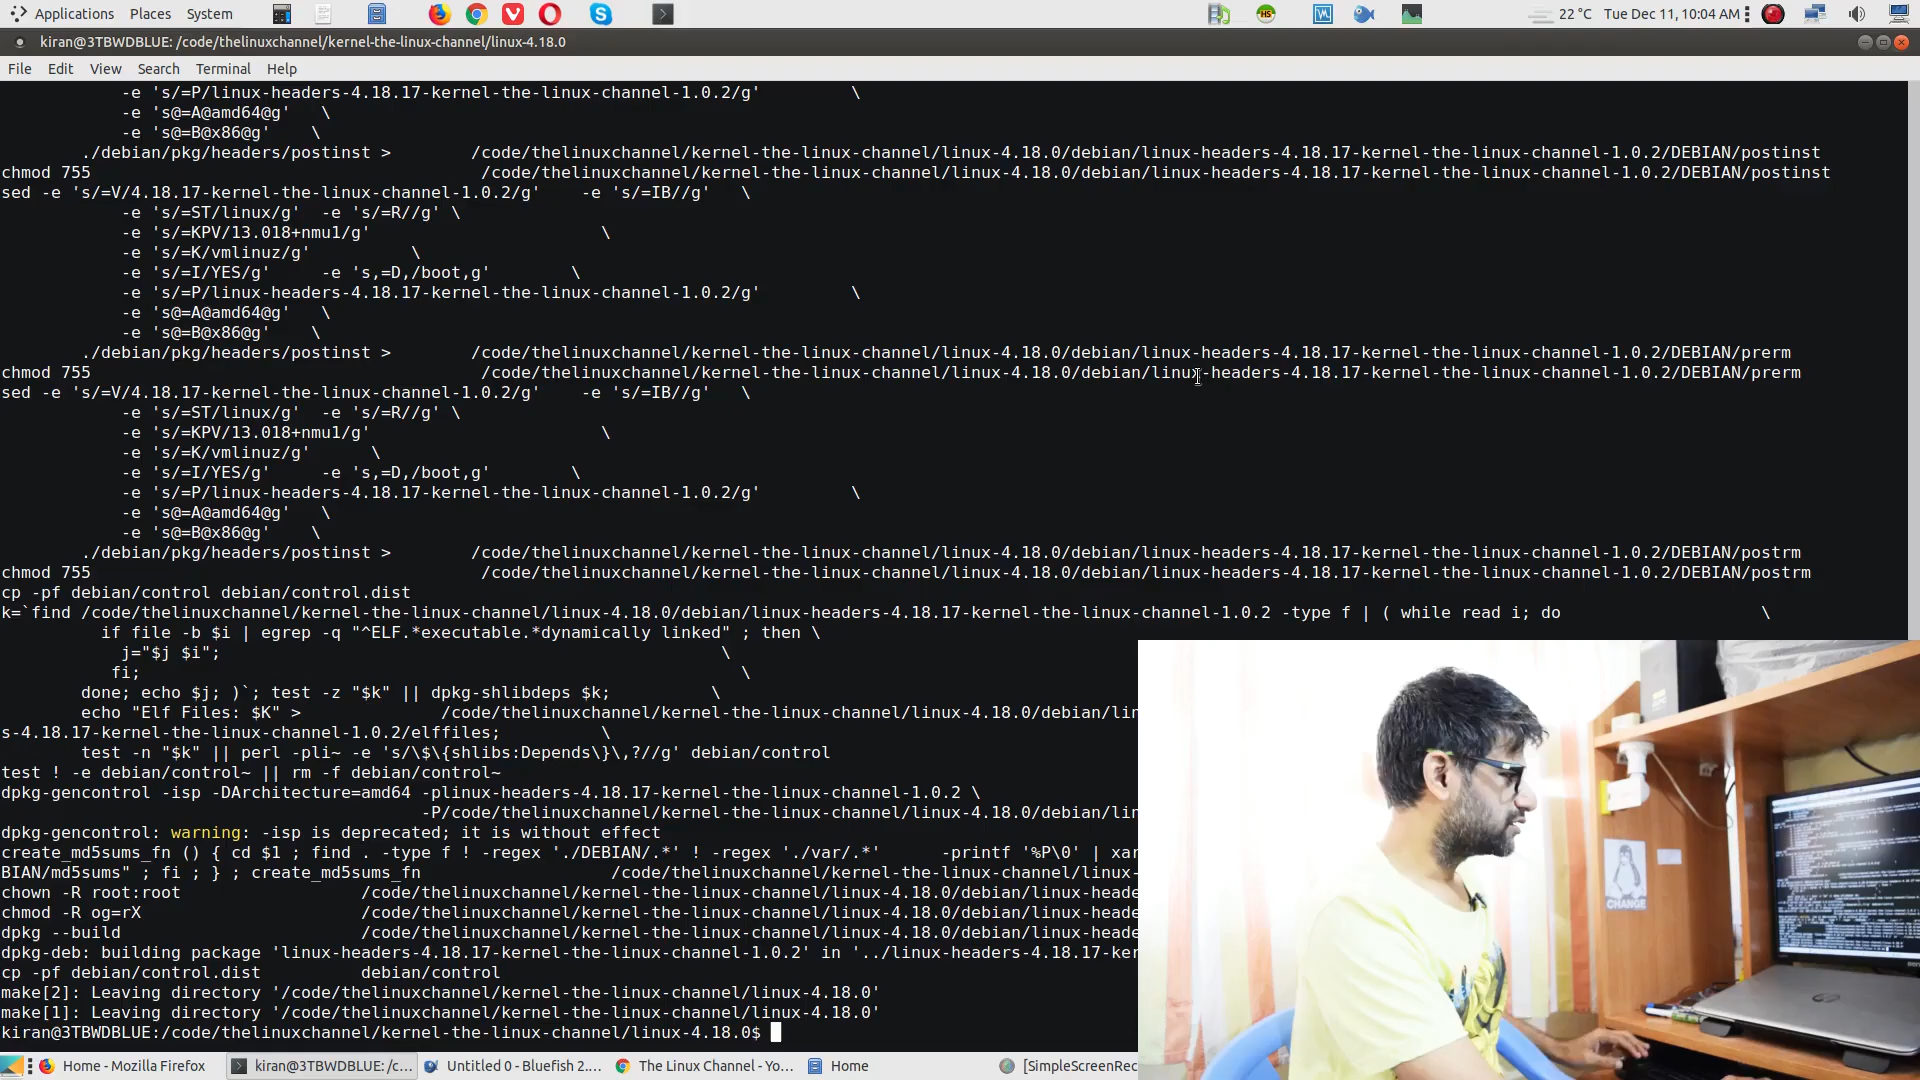 Applications Places System
22 °C Tue Dec 11, 10:04 AM
kiran@3TBWDBLUE: /code/thelinuxchannel/kernel-the-linux-channel/linux-4.18.0
File Edit View Search Terminal Help
-e 's/=P/linux-headers-4.18.17-kernel-the-linux-channel-1.0.2/g' \
-e 's@=A@amd64@g' \
-e 's@=B@x86@g' \
./debian/pkg/headers/postinst > /code/thelinuxchannel/kernel-the-linux-channel/linux-4.18.0/debian/linux-headers-4.18.17-kernel-the-linux-channel-1.0.2/DEBIAN/postinst
chmod 755 /code/thelinuxchannel/kernel-the-linux-channel/linux-4.18.0/debian/linux-headers-4.18.17-kernel-the-linux-channel-1.0.2/DEBIAN/postinst
sed -e 's/=V/4.18.17-kernel-the-linux-channel-1.0.2/g' -e 's/=IB//g' \
-e 's/=ST/linux/g' -e 's/=R//g' \
-e 's/=KPV/13.018+nmu1/g' \
-e 's/=K/vmlinuz/g' \
-e 's/=I/YES/g' -e 's,=D,/boot,g' \
-e 's/=P/linux-headers-4.18.17-kernel-the-linux-channel-1.0.2/g' \
-e 's@=A@amd64@g' \
-e 's@=B@x86@g' \
./debian/pkg/headers/postinst > /code/thelinuxchannel/kernel-the-linux-channel/linux-4.18.0/debian/linux-headers-4.18.17-kernel-the-linux-channel-1.0.2/DEBIAN/prerm
chmod 755 /code/thelinuxchannel/kernel-the-linux-channel/linux-4.18.0/debian/linux-headers-4.18.17-kernel-the-linux-channel-1.0.2/DEBIAN/prerm
sed -e 's/=V/4.18.17-kernel-the-linux-channel-1.0.2/g' -e 's/=IB//g' \
-e 's/=ST/linux/g' -e 's/=R//g' \
-e 's/=KPV/13.018+nmu1/g' \
-e 's/=K/vmlinuz/g' \
-e 's/=I/YES/g' -e 's,=D,/boot,g' \
-e 's/=P/linux-headers-4.18.17-kernel-the-linux-channel-1.0.2/g' \
-e 's@=A@amd64@g' \
-e 's@=B@x86@g' \
./debian/pkg/headers/postinst > /code/thelinuxchannel/kernel-the-linux-channel/linux-4.18.0/debian/linux-headers-4.18.17-kernel-the-linux-channel-1.0.2/DEBIAN/postrm
chmod 755 /code/thelinuxchannel/kernel-the-linux-channel/linux-4.18.0/debian/linux-headers-4.18.17-kernel-the-linux-channel-1.0.2/DEBIAN/postrm
cp -pf debian/control debian/control.dist
k=`find /code/thelinuxchannel/kernel-the-linux-channel/linux-4.18.0/debian/linux-headers-4.18.17-kernel-the-linux-channel-1.0.2 -type f | ( while read i; do \
if file -b $i | egrep -q "^ELF.*executable.*dynamically linked" ; then \
j="$j $i"; \
fi; \
done; echo $j; )`; test -z "$k" || dpkg-shlibdeps $k; \
echo "Elf Files: $K" > /code/thelinuxchannel/kernel-the-linux-channel/linux-4.18.0/debian/lin
s-4.18.17-kernel-the-linux-channel-1.0.2/elffiles; \
test -n "$k" || perl -pli~ -e 's/\$\{shlibs:Depends\}\,?//g' debian/control
test ! -e debian/control~ || rm -f debian/control~
dpkg-gencontrol -isp -DArchitecture=amd64 -plinux-headers-4.18.17-kernel-the-linux-channel-1.0.2 \
-P/code/thelinuxchannel/kernel-the-linux-channel/linux-4.18.0/debian/lin
dpkg-gencontrol: warning: -isp is deprecated; it is without effect
create_md5sums_fn () { cd $1 ; find . -type f ! -regex './DEBIAN/.*' ! -regex './var/.*' -printf '%P\0' | xar
BIAN/md5sums" ; fi ; } ; create_md5sums_fn /code/thelinuxchannel/kernel-the-linux-channel/linux-4.18.0/debian/linux-
chown -R root:root /code/thelinuxchannel/kernel-the-linux-channel/linux-4.18.0/debian/linux-heade
chmod -R og=rX /code/thelinuxchannel/kernel-the-linux-channel/linux-4.18.0/debian/linux-heade
dpkg --build /code/thelinuxchannel/kernel-the-linux-channel/linux-4.18.0/debian/linux-heade
dpkg-deb: building package 'linux-headers-4.18.17-kernel-the-linux-channel-1.0.2' in '../linux-headers-4.18.17-ker
cp -pf debian/control.dist debian/control
make[2]: Leaving directory '/code/thelinuxchannel/kernel-the-linux-channel/linux-4.18.0'
make[1]: Leaving directory '/code/thelinuxchannel/kernel-the-linux-channel/linux-4.18.0'
kiran@3TBWDBLUE:/code/thelinuxchannel/kernel-the-linux-channel/linux-4.18.0$
CHANGE
Home - Mozilla Firefox kiran@3TBWDBLUE: /c... Untitled 0 - Bluefish 2.... The Linux Channel - Yo... Home [SimpleScreenRec